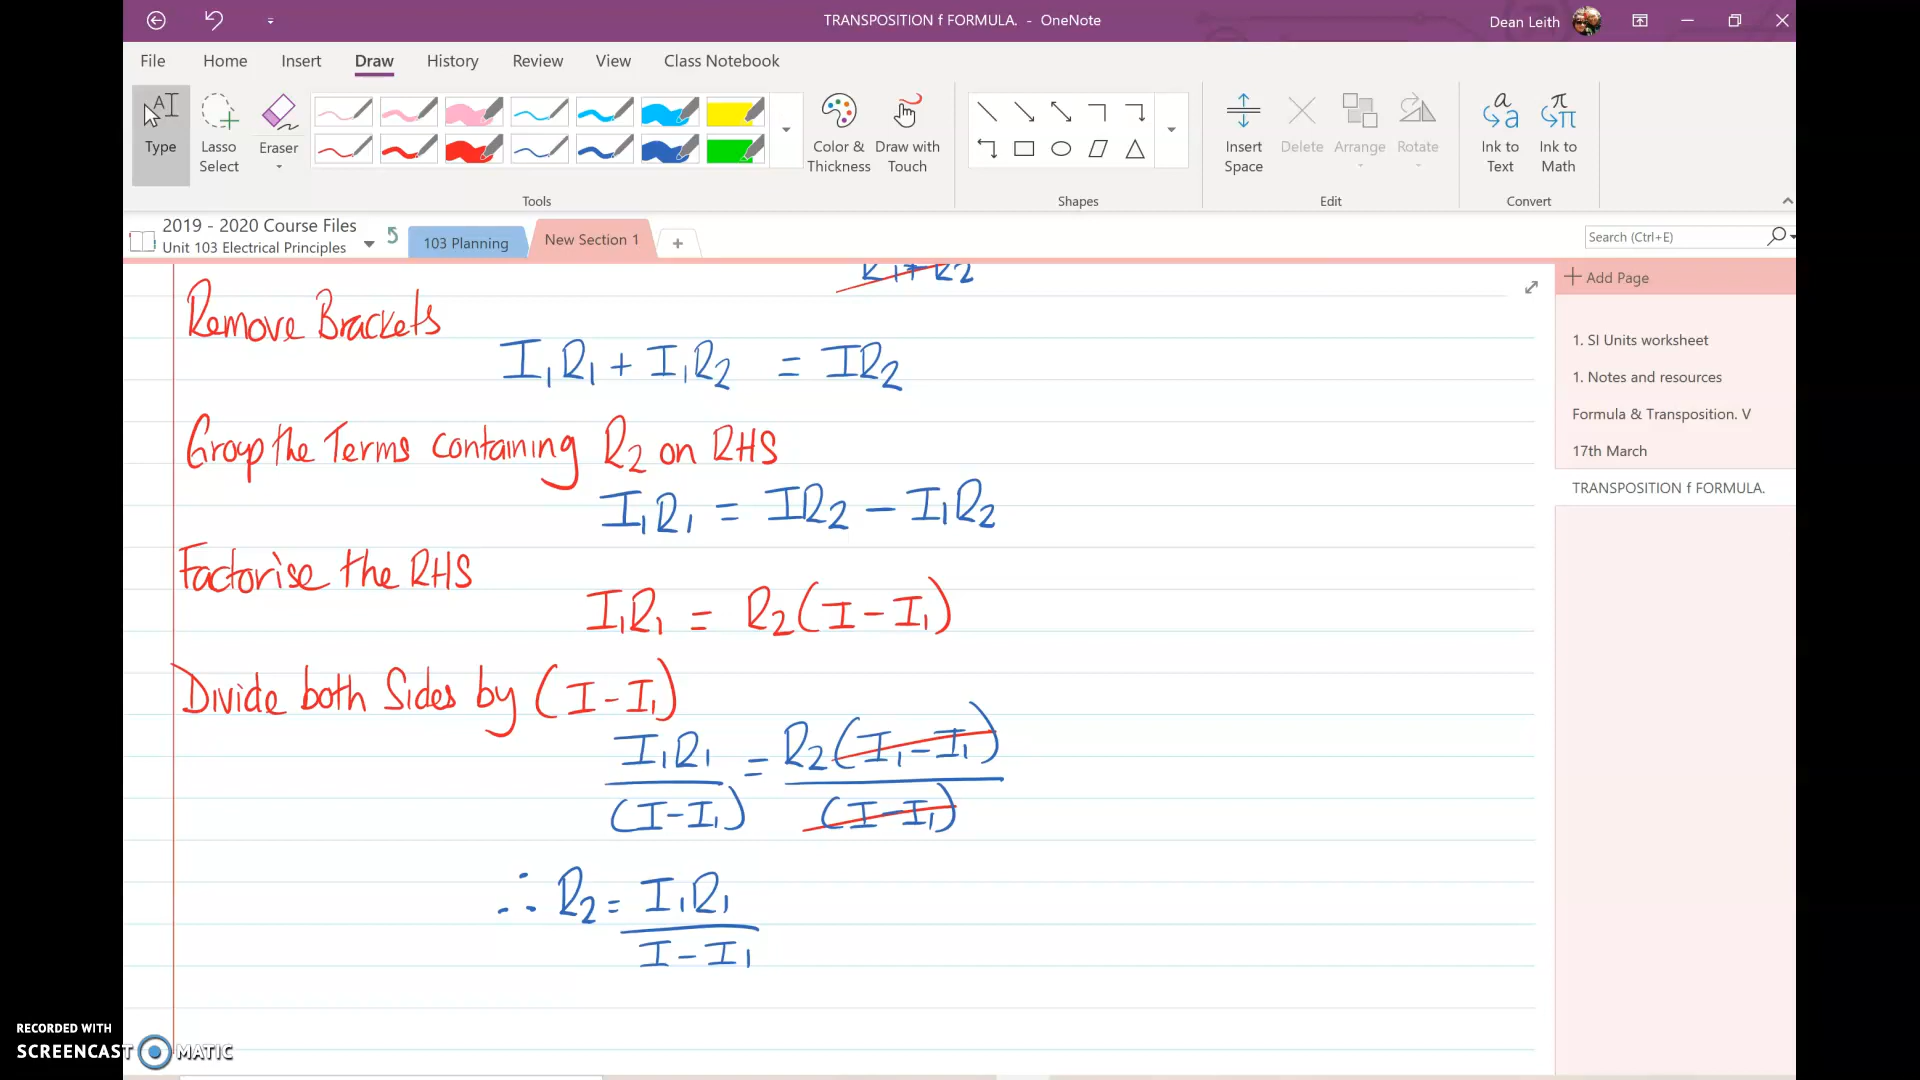 TRANSPOSITION f FORMULA. - OneNote
Dean Leith
File Home Insert Draw History Review View Class Notebook
Type
Lasso Select
Eraser
Color & Thickness
Draw with Touch
Insert Space
Delete
Arrange
Rotate
Ink to Text
Ink to Math
Tools
Shapes
Edit
Convert
2019 - 2020 Course Files
Unit 103 Electrical Principles
103 Planning
New Section 1
Search (Ctrl+E)
Add Page
1. SI Units worksheet
1. Notes and resources
Formula & Transposition. V
17th March
TRANSPOSITION f FORMULA.
R₁+R₂
Remove Brackets
I₁R₁ + I₁R₂ = IR₂
Group the Terms containing R₂ on RHS
I₁R₁ = IR₂ – I₁R₂
Factorise the RHS
I₁R₁ = R₂(I – I₁)
Divide both Sides by (I – I₁)
I₁R₁ = R₂(I₁ – I₁)
(I – I₁) (I – I₁)
∴ R₂ = I₁R₁
I – I₁
RECORDED WITH
SCREENCAST MATIC